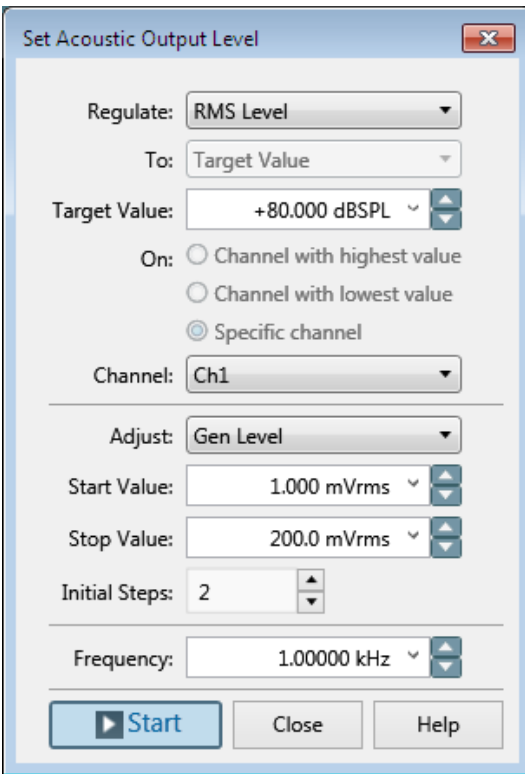 Set Acoustic Output Level
Regulate: RMS Level
To: Target Value
Target Value: +80.000 dBSPL
On: Channel with highest value
Channel with lowest value
Specific channel
Channel: Ch1
Adjust: Gen Level
Start Value: 1.000 mVrms
Stop Value: 200.0 mVrms
Initial Steps: 2
Frequency: 1.00000 kHz
Start Close Help